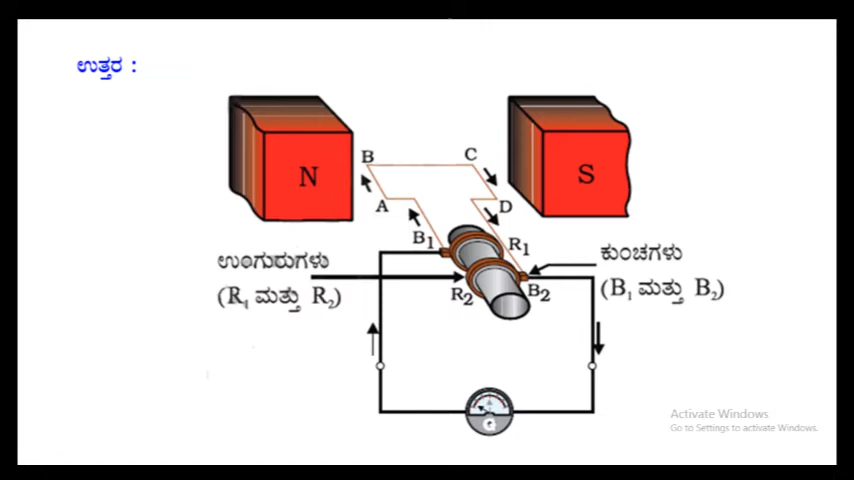 ಉತ್ತರ :
N
S
B
C
A
D
B₁
R₁
ಉಂಗುರುಗಳು
(R₁ ಮತ್ತು R₂)
ಕುಂಚಗಳು
(B₁ ಮತ್ತು B₂)
R₂
B₂
G
Activate Windows
Go to Settings to activate Windows.